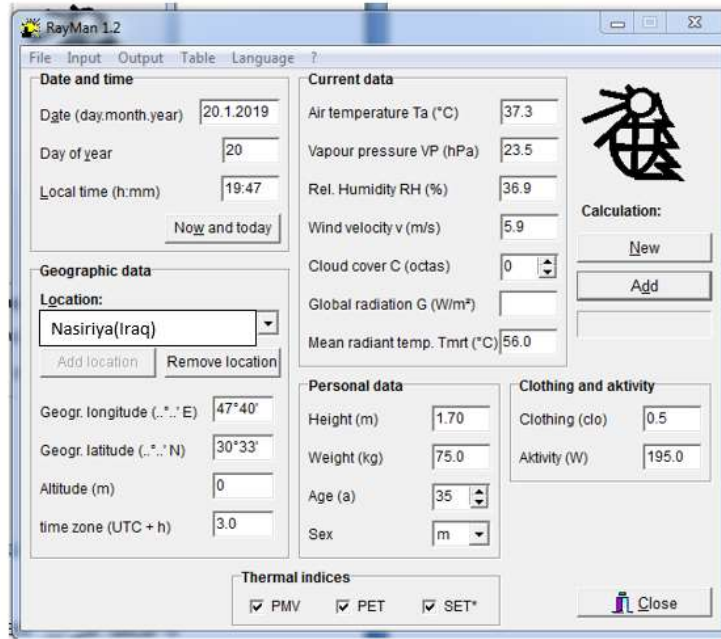 RayMan 1.2
File Input Output Table Language ?
Date and time
Date (day.month.year) 20.1.2019
Day of year 20
Local time (h:mm) 19:47
Now and today
Geographic data
Location:
Nasiriya(Iraq)
Add location Remove location
Geogr. longitude (..°..' E) 47°40'
Geogr. latitude (..°..' N) 30°33'
Altitude (m) 0
time zone (UTC + h) 3.0
Current data
Air temperature Ta (°C) 37.3
Vapour pressure VP (hPa) 23.5
Rel. Humidity RH (%) 36.9
Wind velocity v (m/s) 5.9
Cloud cover C (octas) 0
Global radiation G (W/m²)
Mean radiant temp. Tmrt (°C) 56.0
Calculation:
New
Add
Personal data
Height (m) 1.70
Weight (kg) 75.0
Age (a) 35
Sex m
Clothing and aktivity
Clothing (clo) 0.5
Aktivity (W) 195.0
Thermal indices
PMV PET SET*
Close